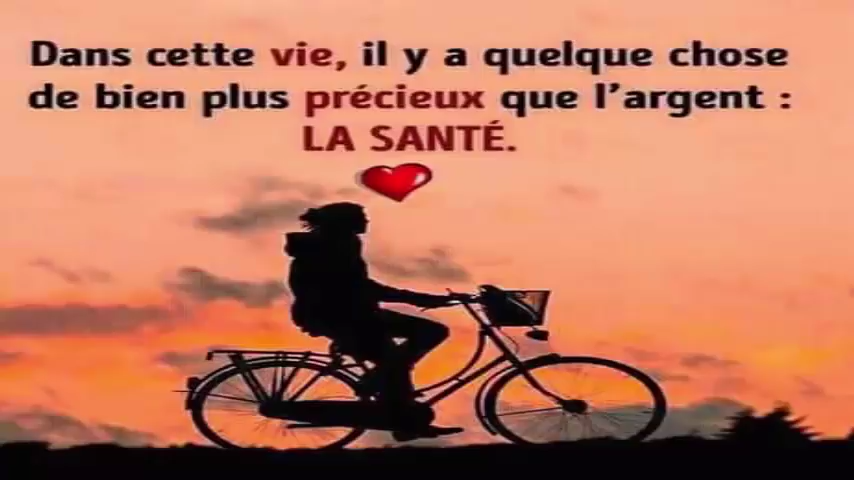 Dans cette vie, il y a quelque chose
de bien plus précieux que l'argent :
LA SANTÉ.